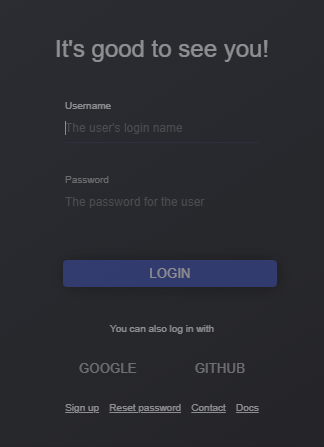 It's good to see you!
Username
The user's login name
Password
The password for the user
LOGIN
You can also log in with
GOOGLE GITHUB
Sign up Reset password Contact Docs